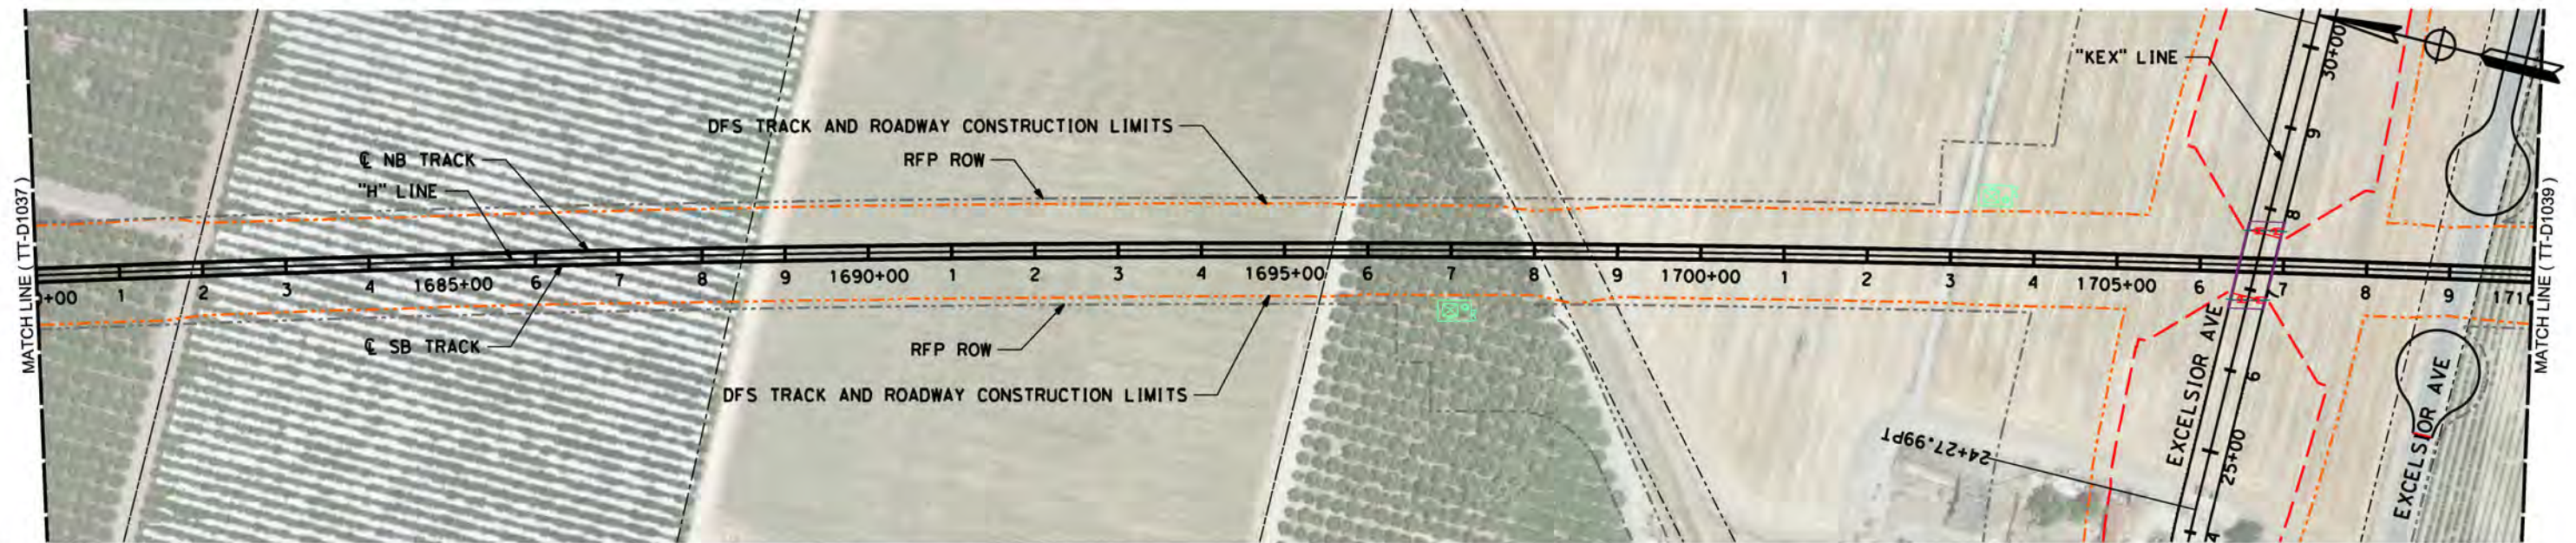 "KEX" LINE
30+00
9
8
7
6
25+00
4
DFS TRACK AND ROADWAY CONSTRUCTION LIMITS
RFP ROW
℄ NB TRACK
"H" LINE
MATCH LINE ( TT-D1037 )
MATCH LINE ( TT-D1039 )
0+00 1 2 3 4 1685+00 6 7 8 9 1690+00 1 2 3 4 1695+00 6 7 8 9 1700+00 1 2 3 4 1705+00 6 7 8 9 1710
℄ SB TRACK
RFP ROW
DFS TRACK AND ROADWAY CONSTRUCTION LIMITS
EXCELSIOR AVE
EXCELSIOR AVE
24+27.99PT